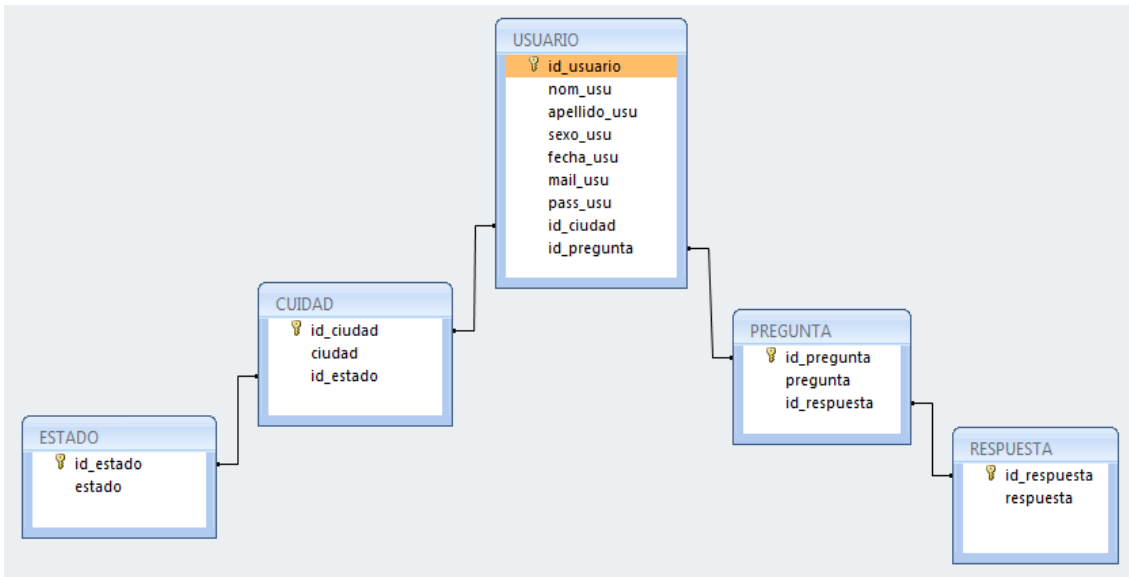 USUARIO
id_usuario
nom_usu
apellido_usu
sexo_usu
fecha_usu
mail_usu
pass_usu
id_ciudad
id_pregunta
CUIDAD
id_ciudad
ciudad
id_estado
PREGUNTA
id_pregunta
pregunta
id_respuesta
ESTADO
id_estado
estado
RESPUESTA
id_respuesta
respuesta